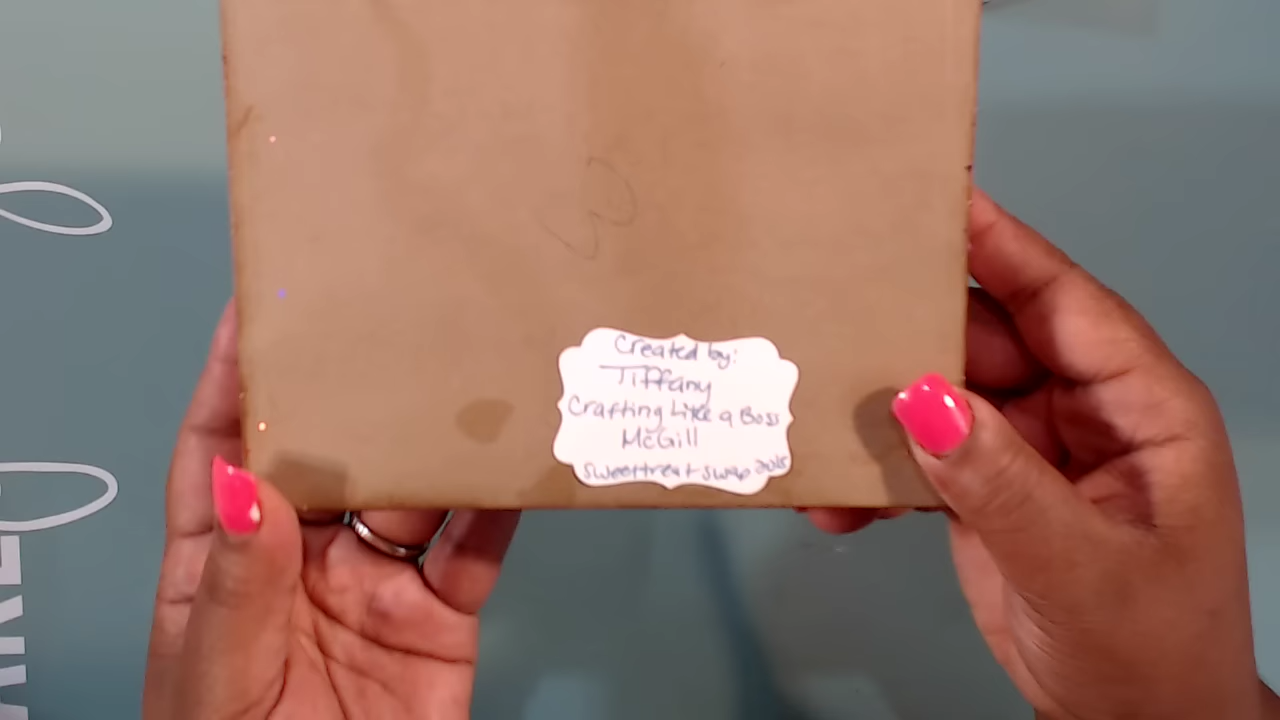 Created by:
Tiffany
Crafting Like a Boss
McGill
Sweettreat Swap 2015